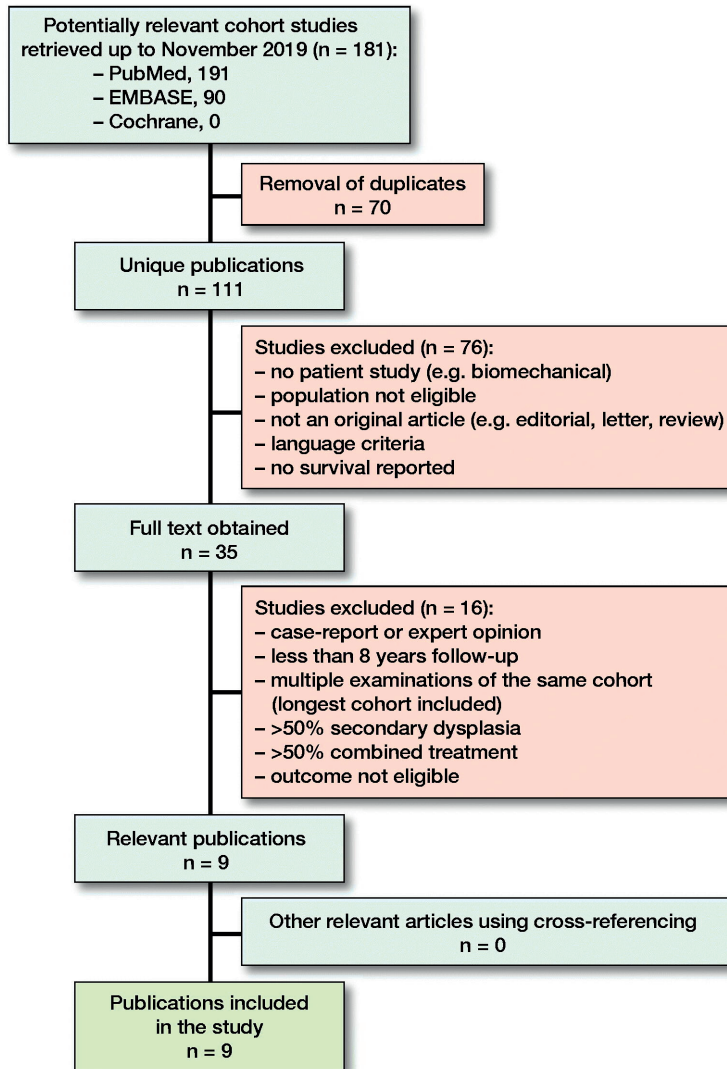 Potentially relevant cohort studies
retrieved up to November 2019 (n = 181):
– PubMed, 191
– EMBASE, 90
– Cochrane, 0
Removal of duplicates
n = 70
Unique publications
n = 111
Studies excluded (n = 76):
– no patient study (e.g. biomechanical)
– population not eligible
– not an original article (e.g. editorial, letter, review)
– language criteria
– no survival reported
Full text obtained
n = 35
Studies excluded (n = 16):
– case-report or expert opinion
– less than 8 years follow-up
– multiple examinations of the same cohort
(longest cohort included)
– >50% secondary dysplasia
– >50% combined treatment
– outcome not eligible
Relevant publications
n = 9
Other relevant articles using cross-referencing
n = 0
Publications included
in the study
n = 9